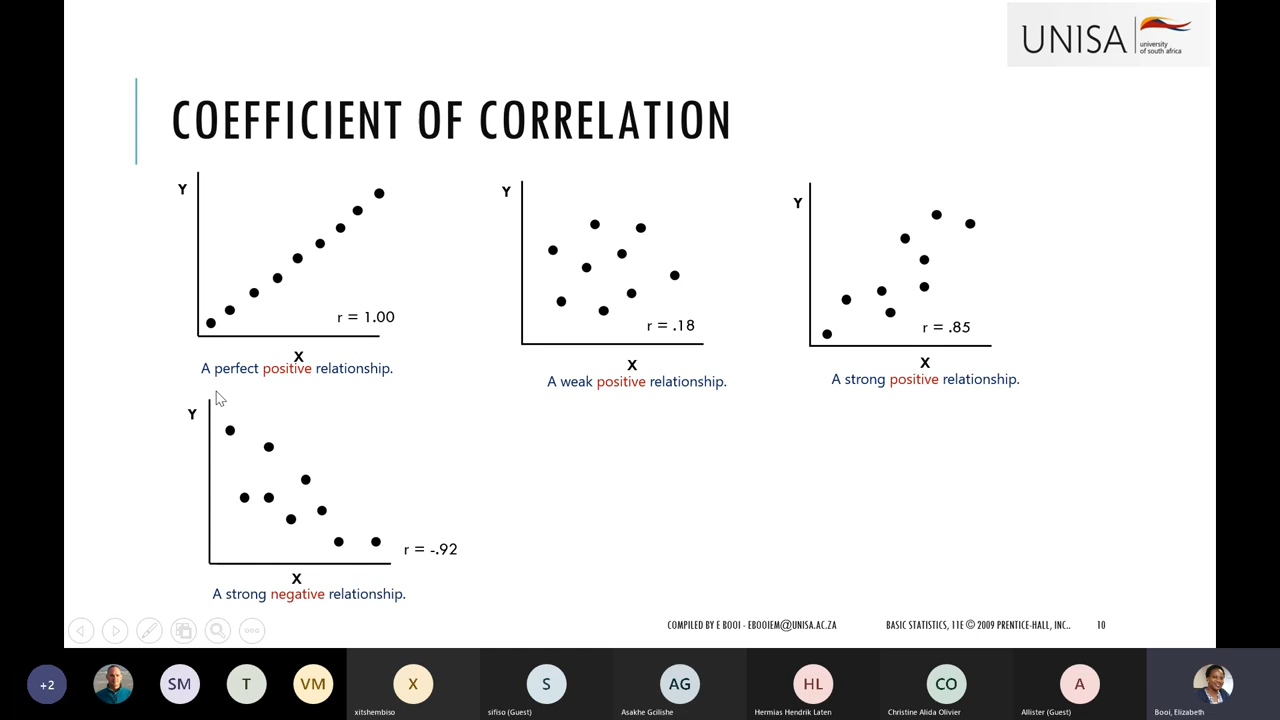 UNISA
university
of south africa
COEFFICIENT OF CORRELATION
Y
r = 1.00
X
A perfect positive relationship.
Y
r = .18
X
A weak positive relationship.
Y
r = .85
X
A strong positive relationship.
Y
r = -.92
X
A strong negative relationship.
COMPILED BY E BOOI - EBOOIEM@UNISA.AC.ZA
BASIC STATISTICS, 11E © 2009 PRENTICE-HALL, INC..
10
+2
SM
T
VM
X
xitshembiso
S
sifiso (Guest)
AG
Asakhe Gcilishe
HL
Hermias Hendrik Laten
CO
Christine Alida Olivier
A
Allister (Guest)
Booi, Elizabeth